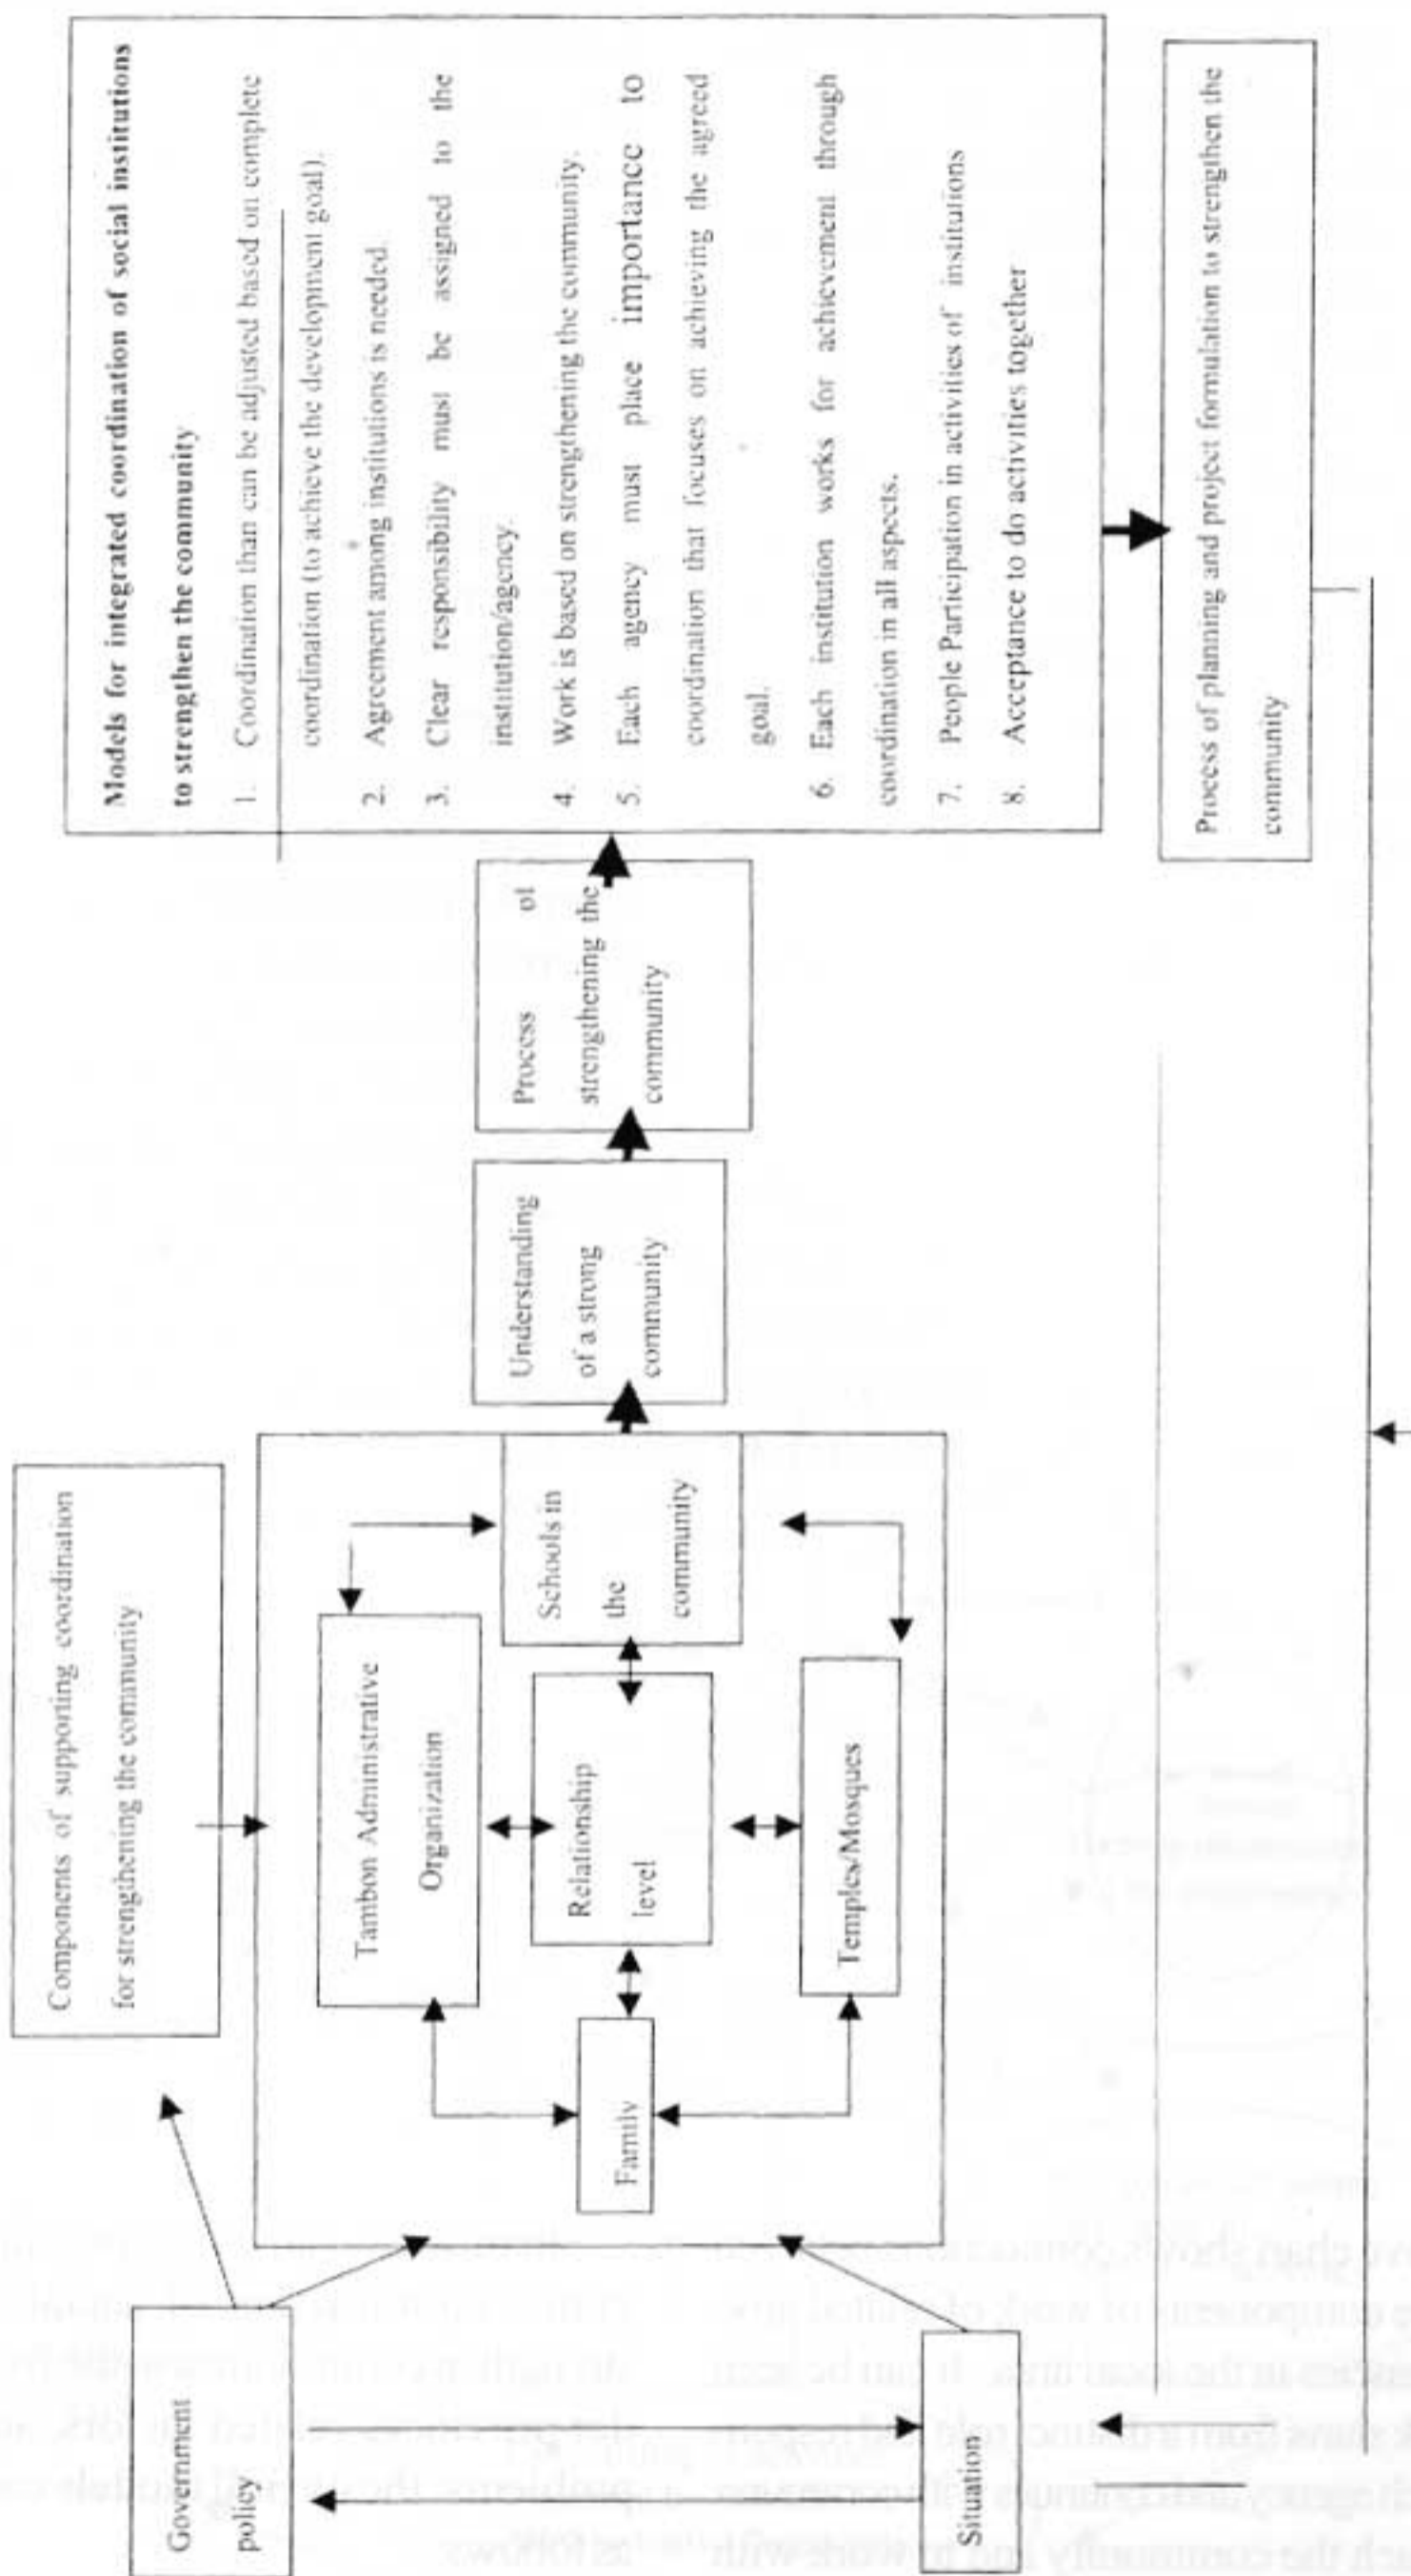 Components of supporting coordination
for strengthening the community
Government
policy
Situation
Tambon Administrative
Organization
Family
Relationship
level
Schools in
the
community
Temples/Mosques
Understanding
of a strong
community
Process of
strengthening the
community
Models for integrated coordination of social institutions
to strengthen the community
1. Coordination than can be adjusted based on complete
coordination (to achieve the development goal).
2. Agreement among institutions is needed.
3. Clear responsibility must be assigned to the
institution/agency.
4. Work is based on strengthening the community.
5. Each agency must place importance to
coordination that focuses on achieving the agreed
goal.
6. Each institution works for achievement through
coordination in all aspects.
7. People Participation in activities of institutions
8. Acceptance to do activities together
Process of planning and project formulation to strengthen the
community